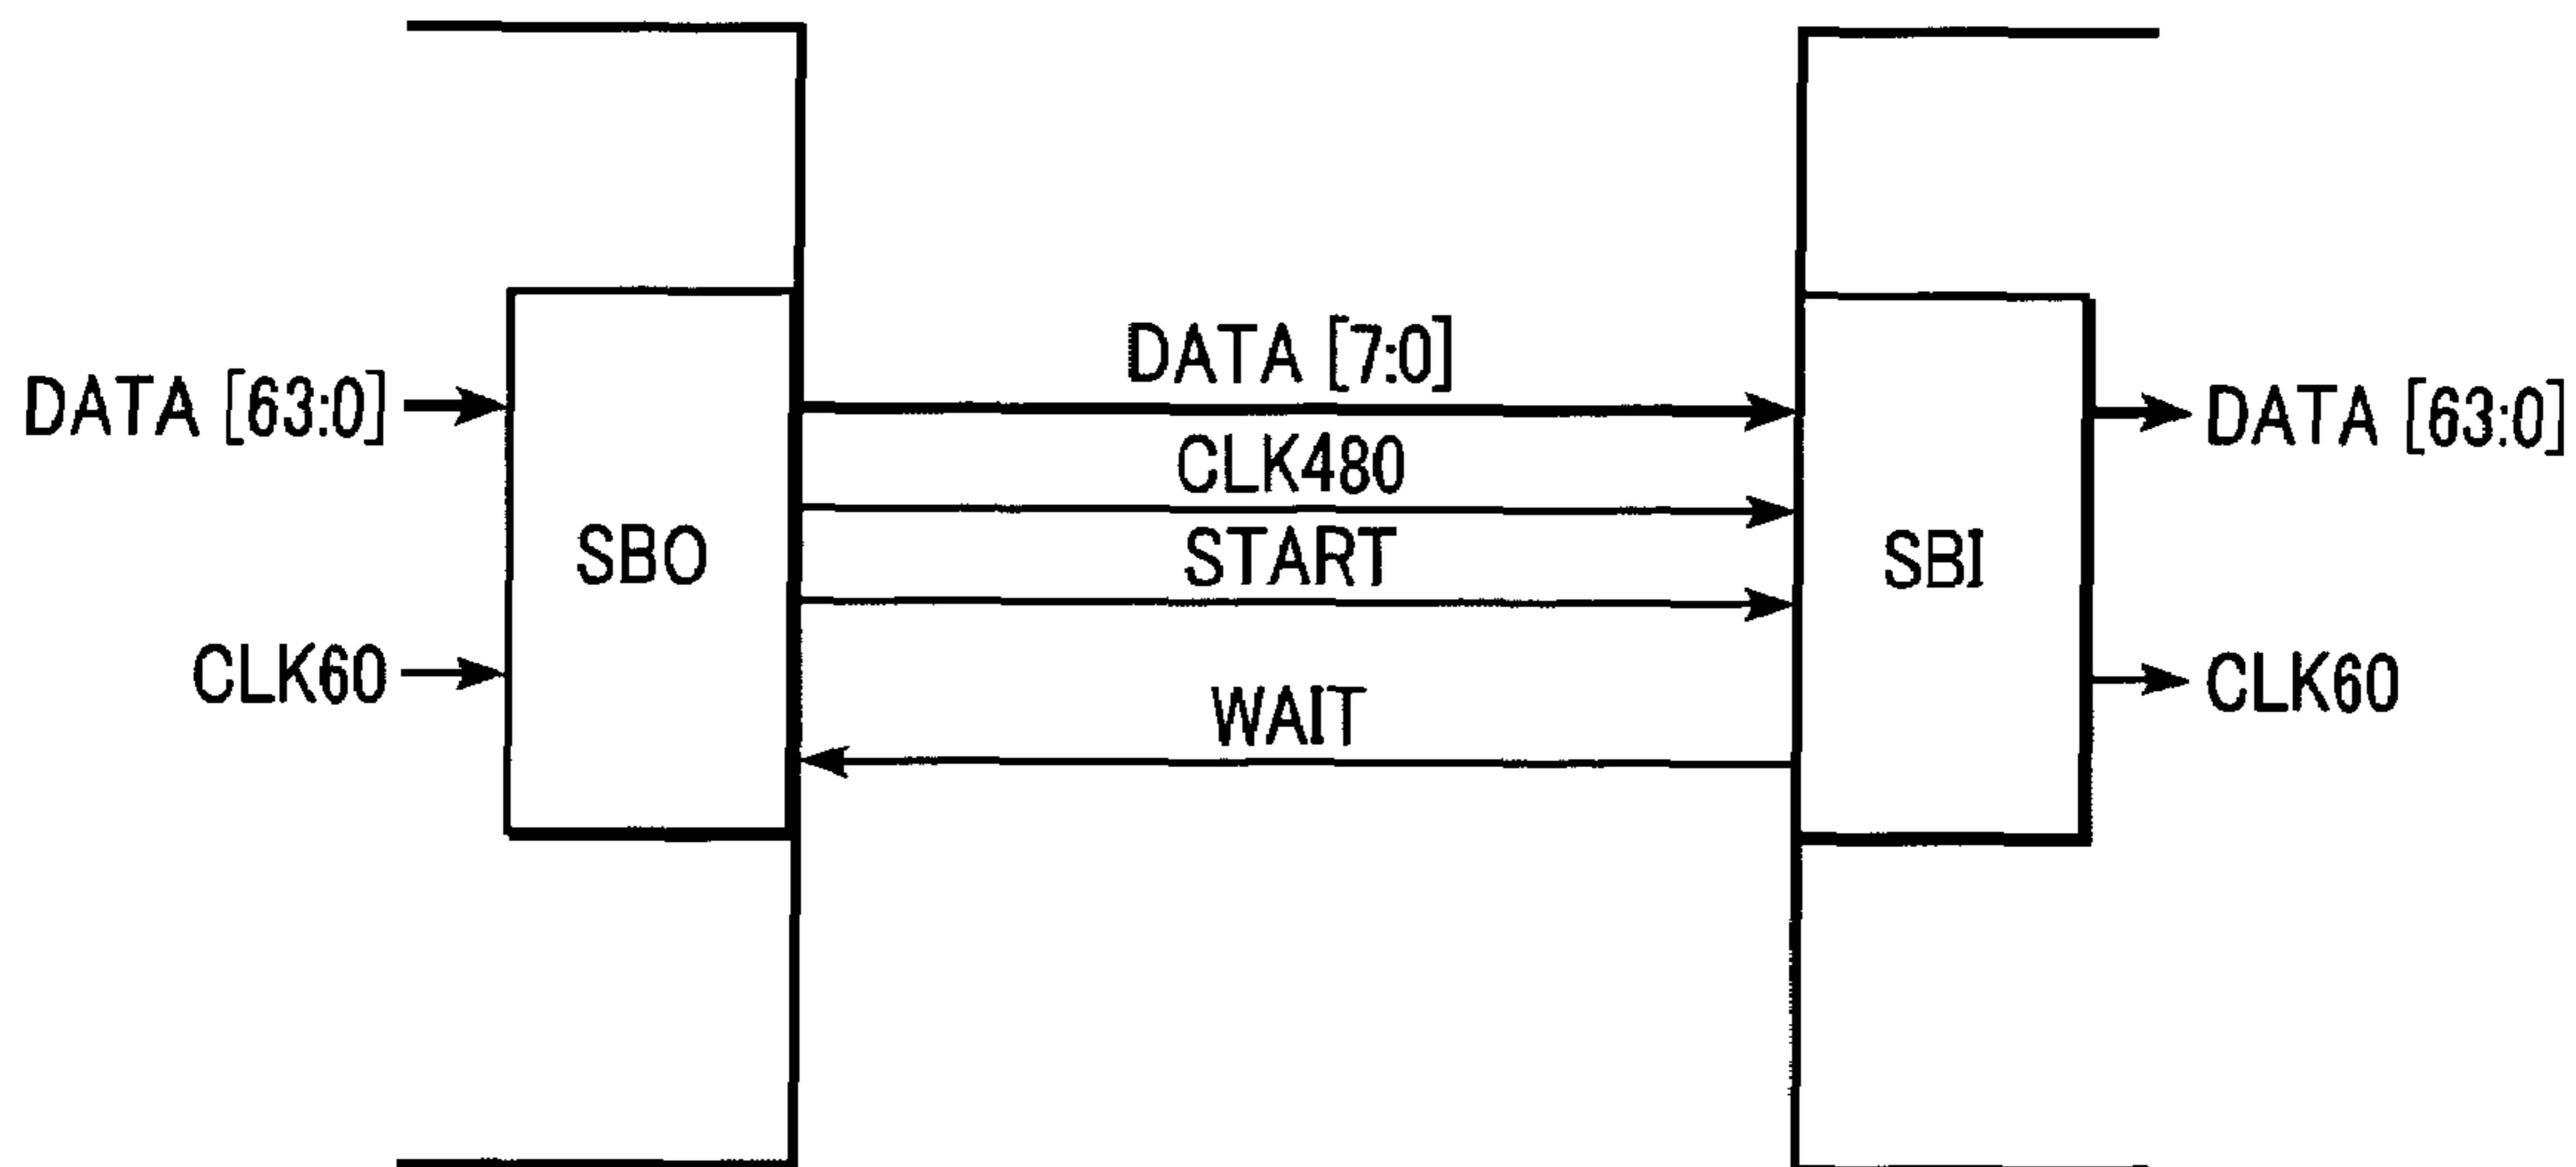 DATA [7:0]
DATA [63:0]
DATA [63:0]
CLK480
START
SBO
SBI
CLK60
CLK60
WAIT